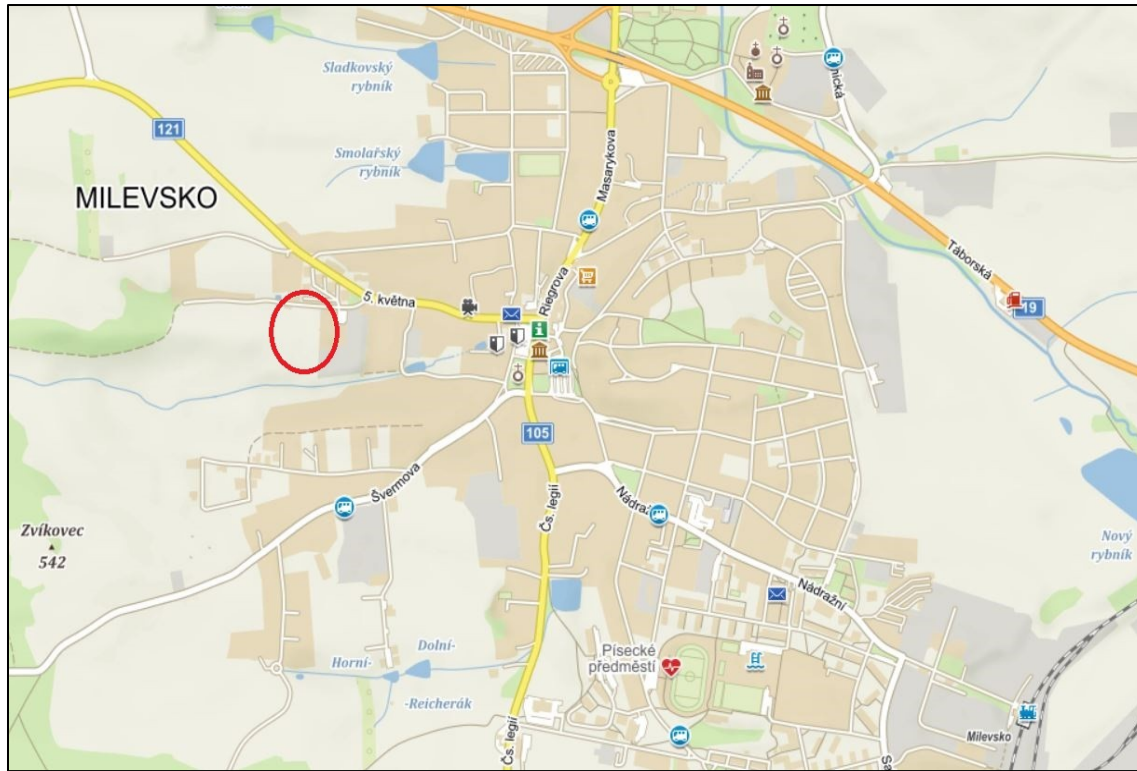 Sladkovský
rybník
121
Smolařský
rybník
MILEVSKO
Masarykova
Táborská
19
5. května
Riegrova
i
105
Švermova
Čs. legií
Nádražní
Zvíkovec
542
Nový
rybník
Nádražní
Písecké
předměstí
Dolní-
Horní-
-Reicherák
Milevsko
Čs. legií